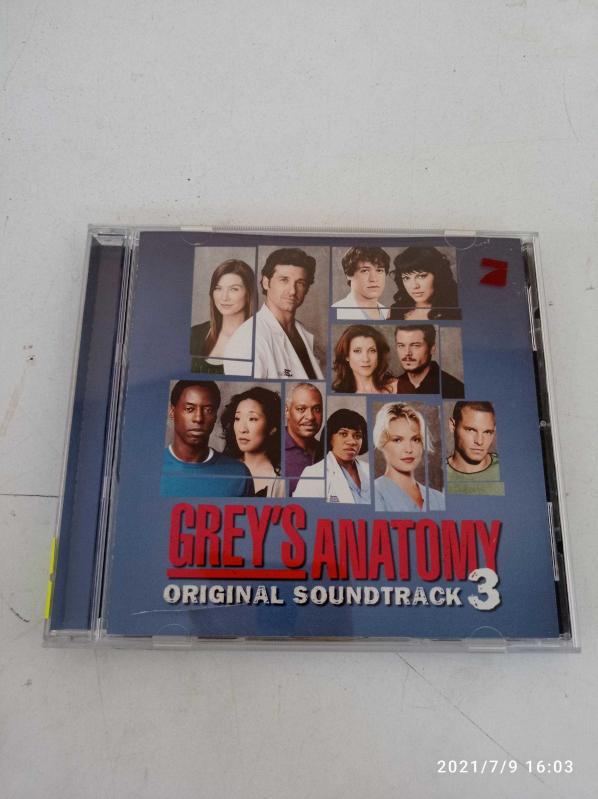 GREY'S ANATOMY
ORIGINAL SOUNDTRACK 3
2021/7/9 16:03